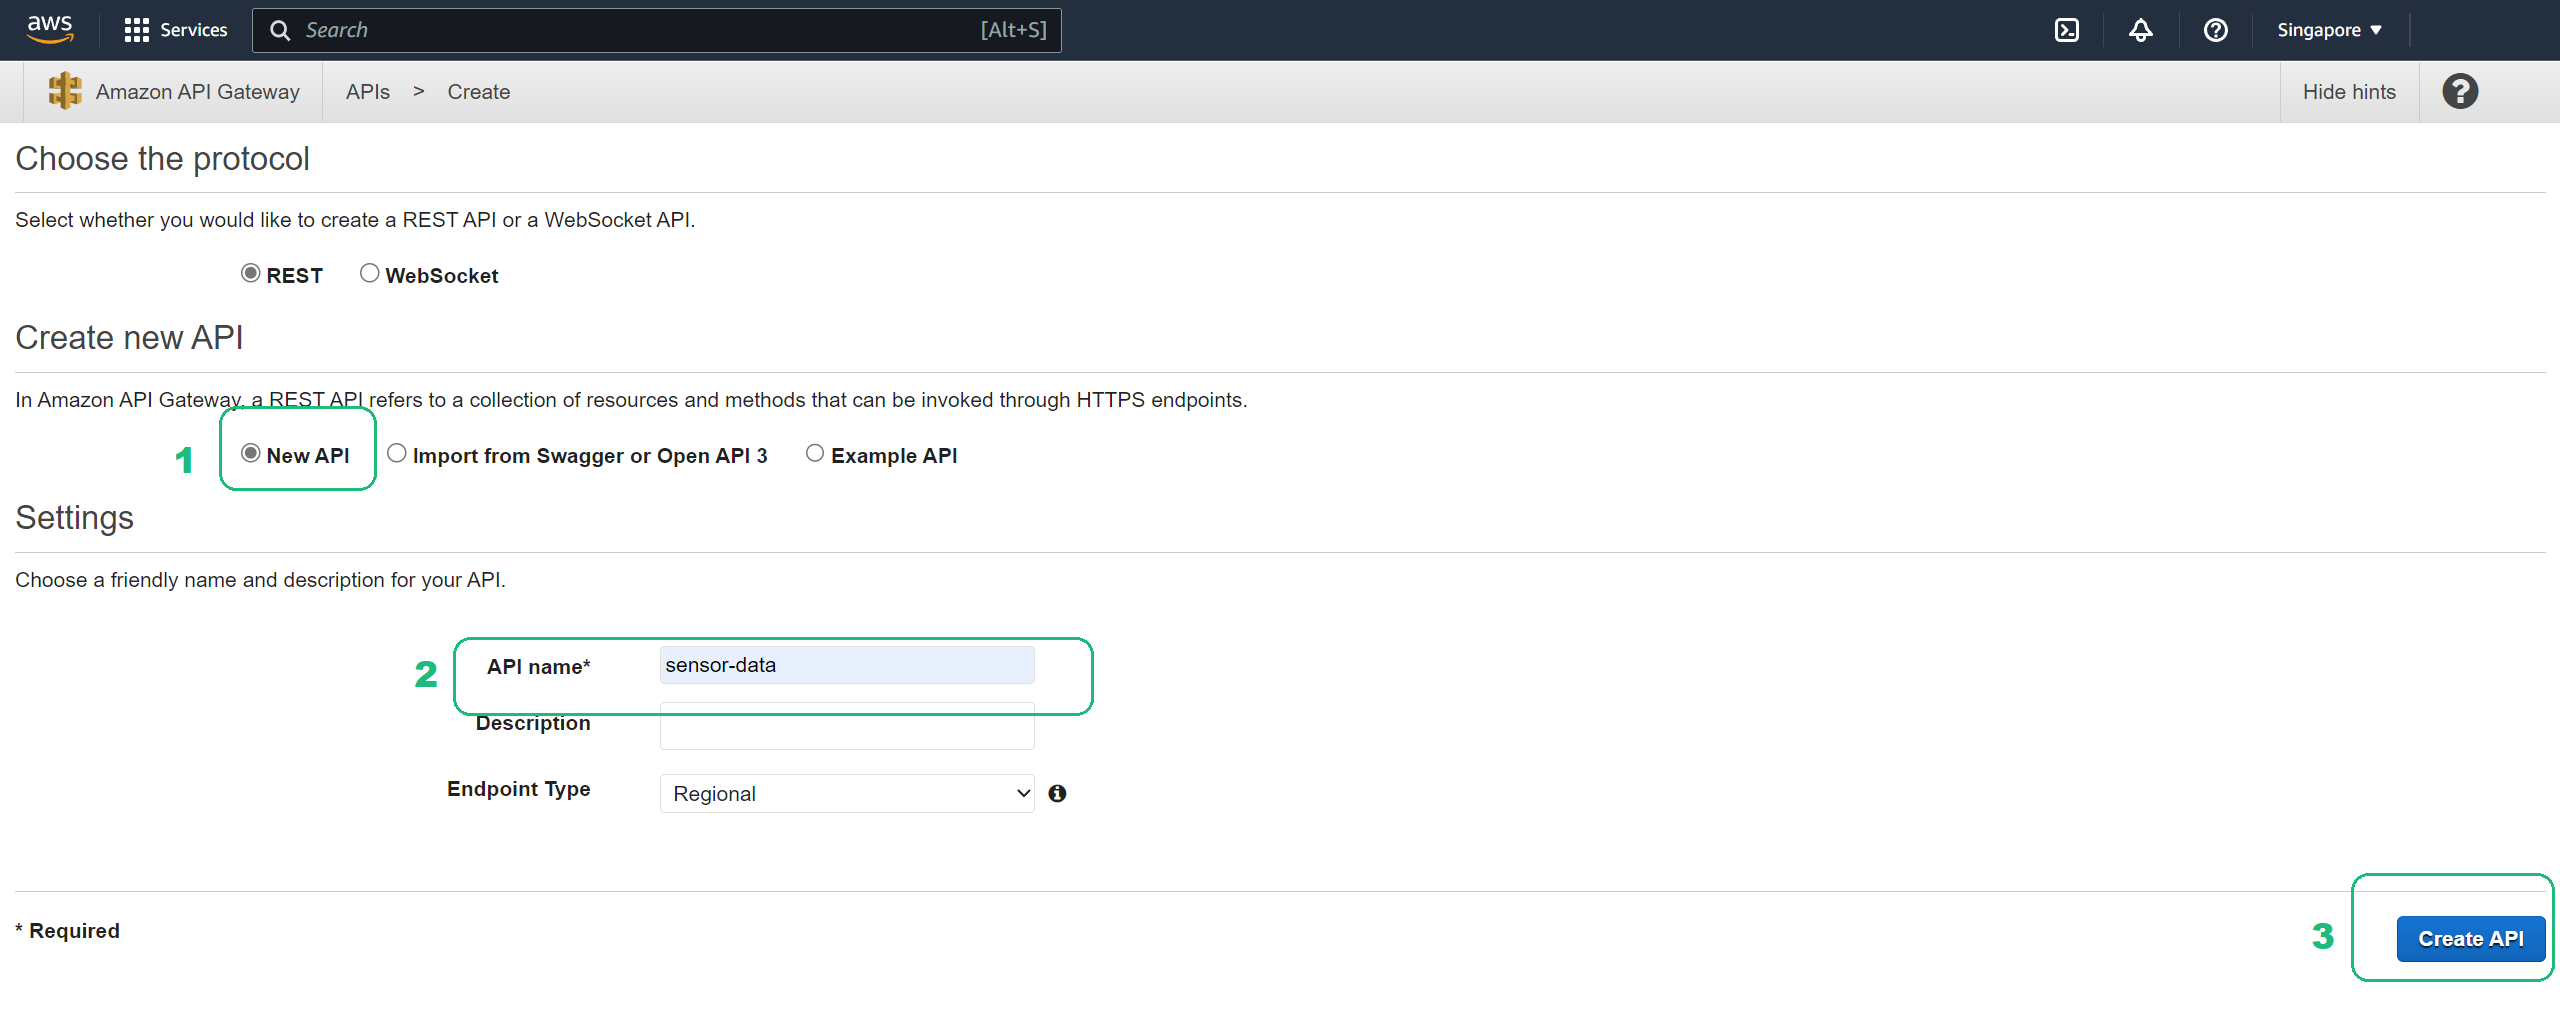 aws Services Search [Alt+S] Singapore
Amazon API Gateway APIs > Create Hide hints
Choose the protocol
Select whether you would like to create a REST API or a WebSocket API.
REST WebSocket
Create new API
In Amazon API Gateway, a REST API refers to a collection of resources and methods that can be invoked through HTTPS endpoints.
1 New API Import from Swagger or Open API 3 Example API
Settings
Choose a friendly name and description for your API.
2 API name* sensor-data
Description
Endpoint Type Regional
* Required 3 Create API